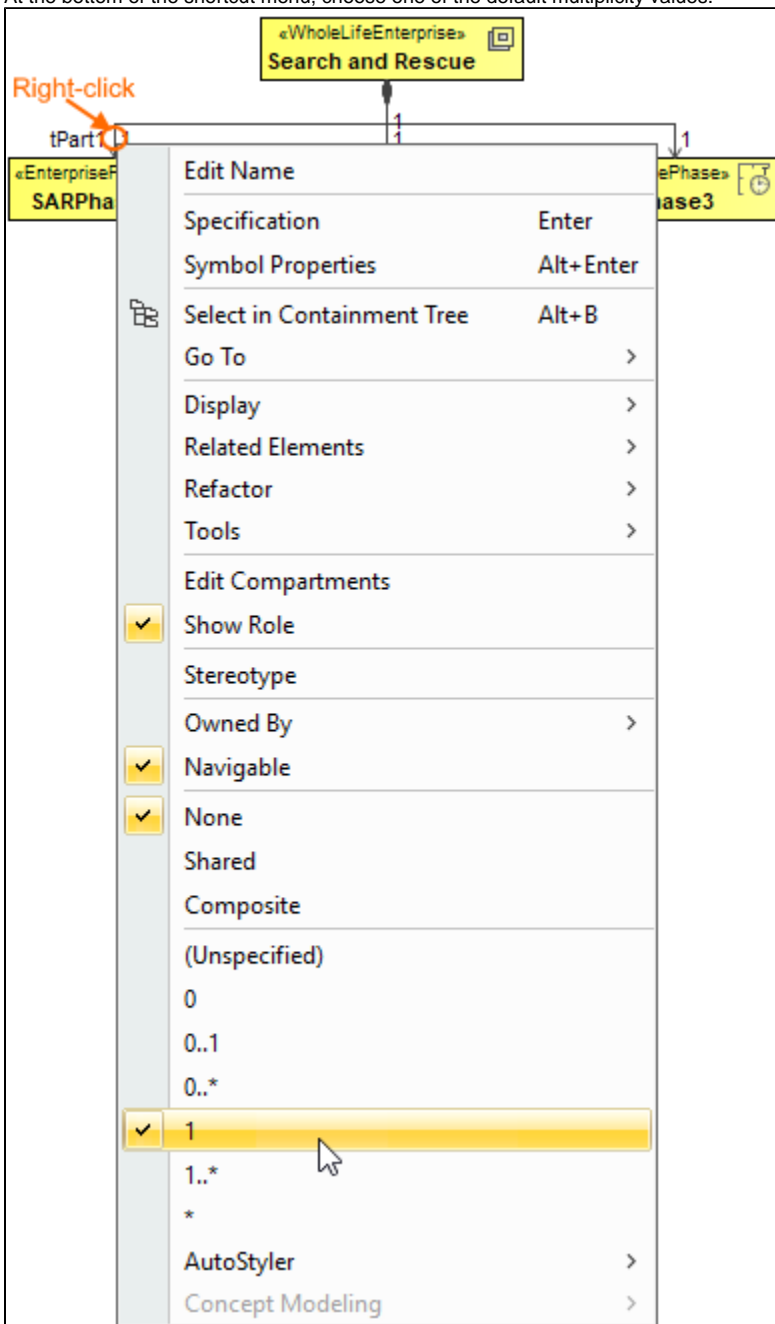 At the bottom of the shortcut menu, choose one of the default multiplicity values.
«WholeLifeEnterprise»
Search and Rescue
Right-click
1
tPart1 1 1 1
«EnterpriseP ePhase»
SARPha ase3
Edit Name
Specification Enter
Symbol Properties Alt+Enter
Select in Containment Tree Alt+B
Go To >
Display >
Related Elements >
Refactor >
Tools >
Edit Compartments
Show Role
Stereotype
Owned By >
Navigable
None
Shared
Composite
(Unspecified)
0
0..1
0..*
1
1..*
*
AutoStyler >
Concept Modeling >